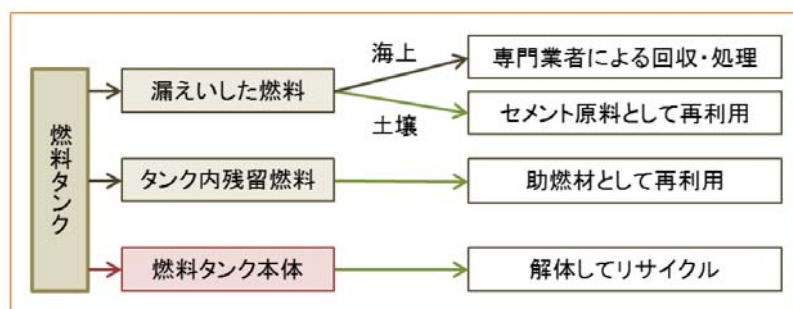 燃料タンク
漏えいした燃料
海上
専門業者による回収・処理
土壌
セメント原料として再利用
タンク内残留燃料
助燃材として再利用
燃料タンク本体
解体してリサイクル